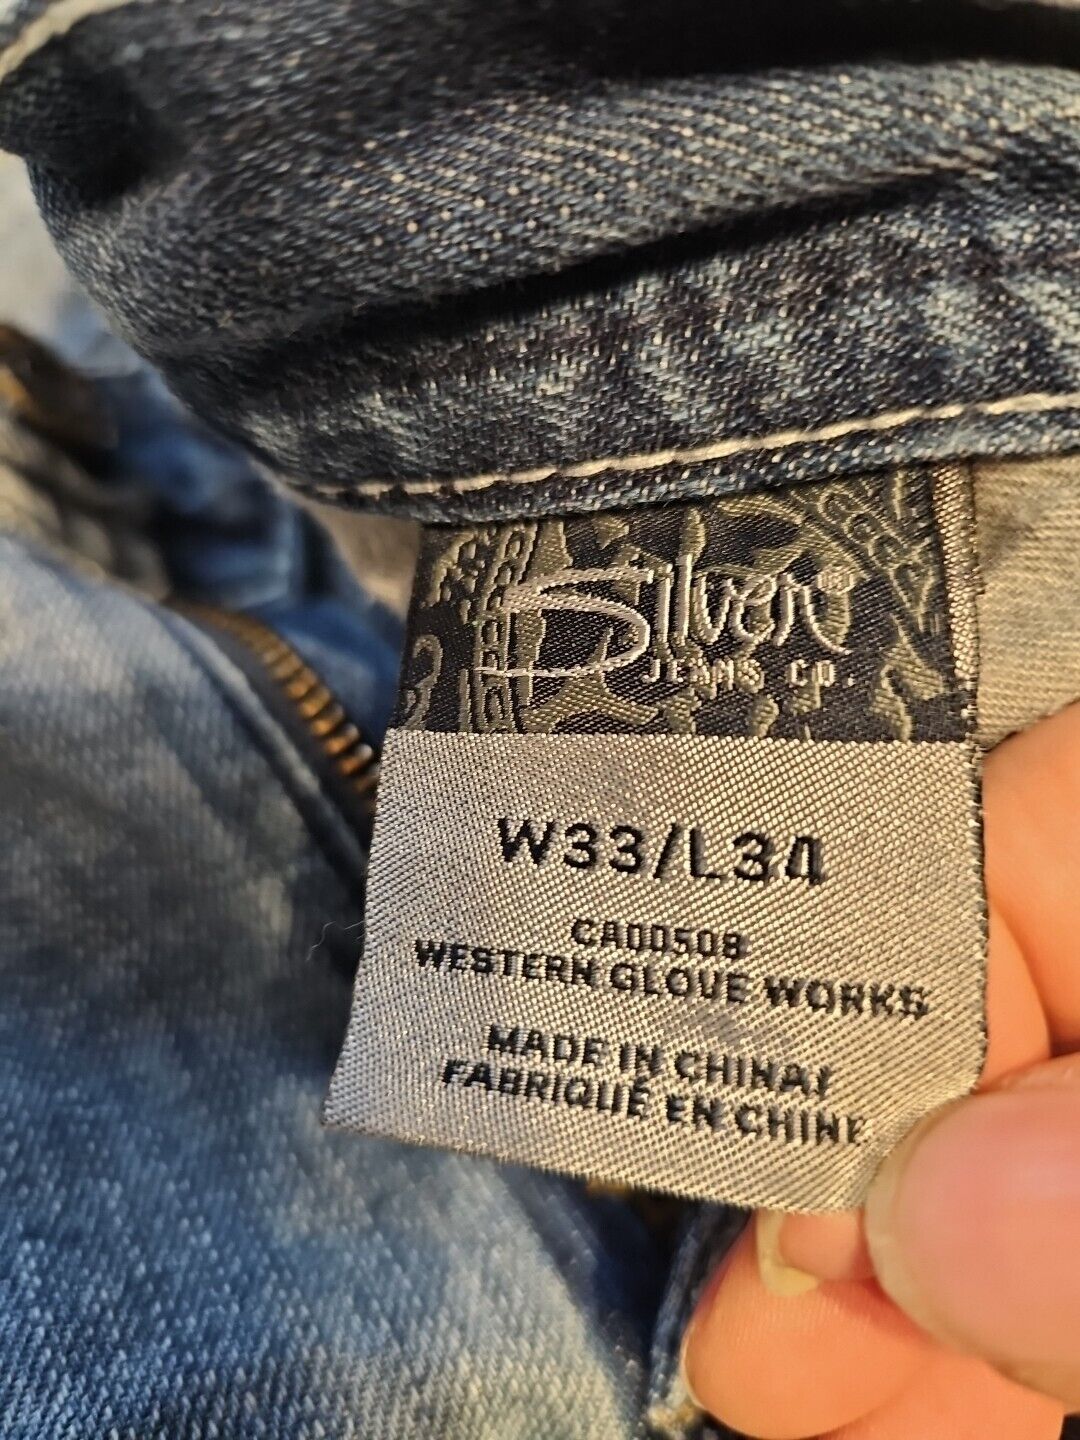 Silver
JEANS CO.
W33/L34
CA00508
WESTERN GLOVE WORKS
MADE IN CHINA/
FABRIQUÉ EN CHINE